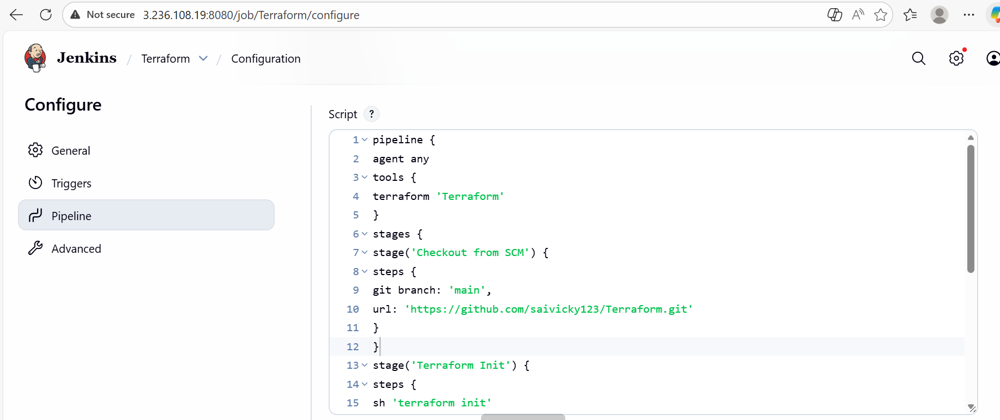 Not secure 3.236.108.19:8080/job/Terraform/configure
Jenkins / Terraform / Configuration
Configure
General
Triggers
Pipeline
Advanced
Script ?
1 pipeline {
2 agent any
3 tools {
4 terraform 'Terraform'
5 }
6 stages {
7 stage('Checkout from SCM') {
8 steps {
9 git branch: 'main',
10 url: 'https://github.com/saivicky123/Terraform.git'
11 }
12 }
13 stage('Terraform Init') {
14 steps {
15 sh 'terraform init'